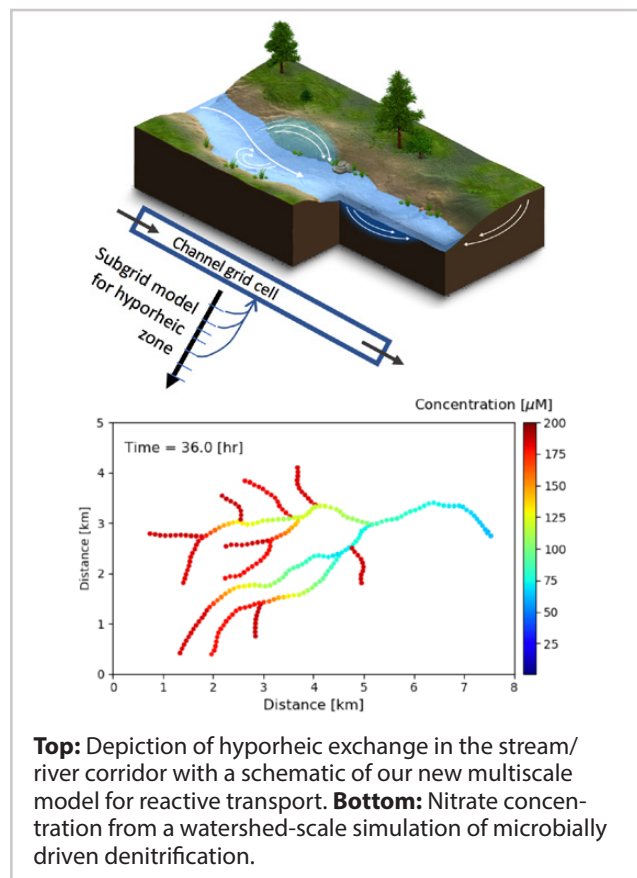 Channel grid cell
Subgrid model
for hyporheic
zone
Concentration [μM]
Time = 36.0 [hr]
Distance [km]
5
4
3
2
1
0
0 1 2 3 4 5 6 7 8
Distance [km]
200
175
150
125
100
75
50
25
Top: Depiction of hyporheic exchange in the stream/
river corridor with a schematic of our new multiscale
model for reactive transport. Bottom: Nitrate concen-
tration from a watershed-scale simulation of microbially
driven denitrification.